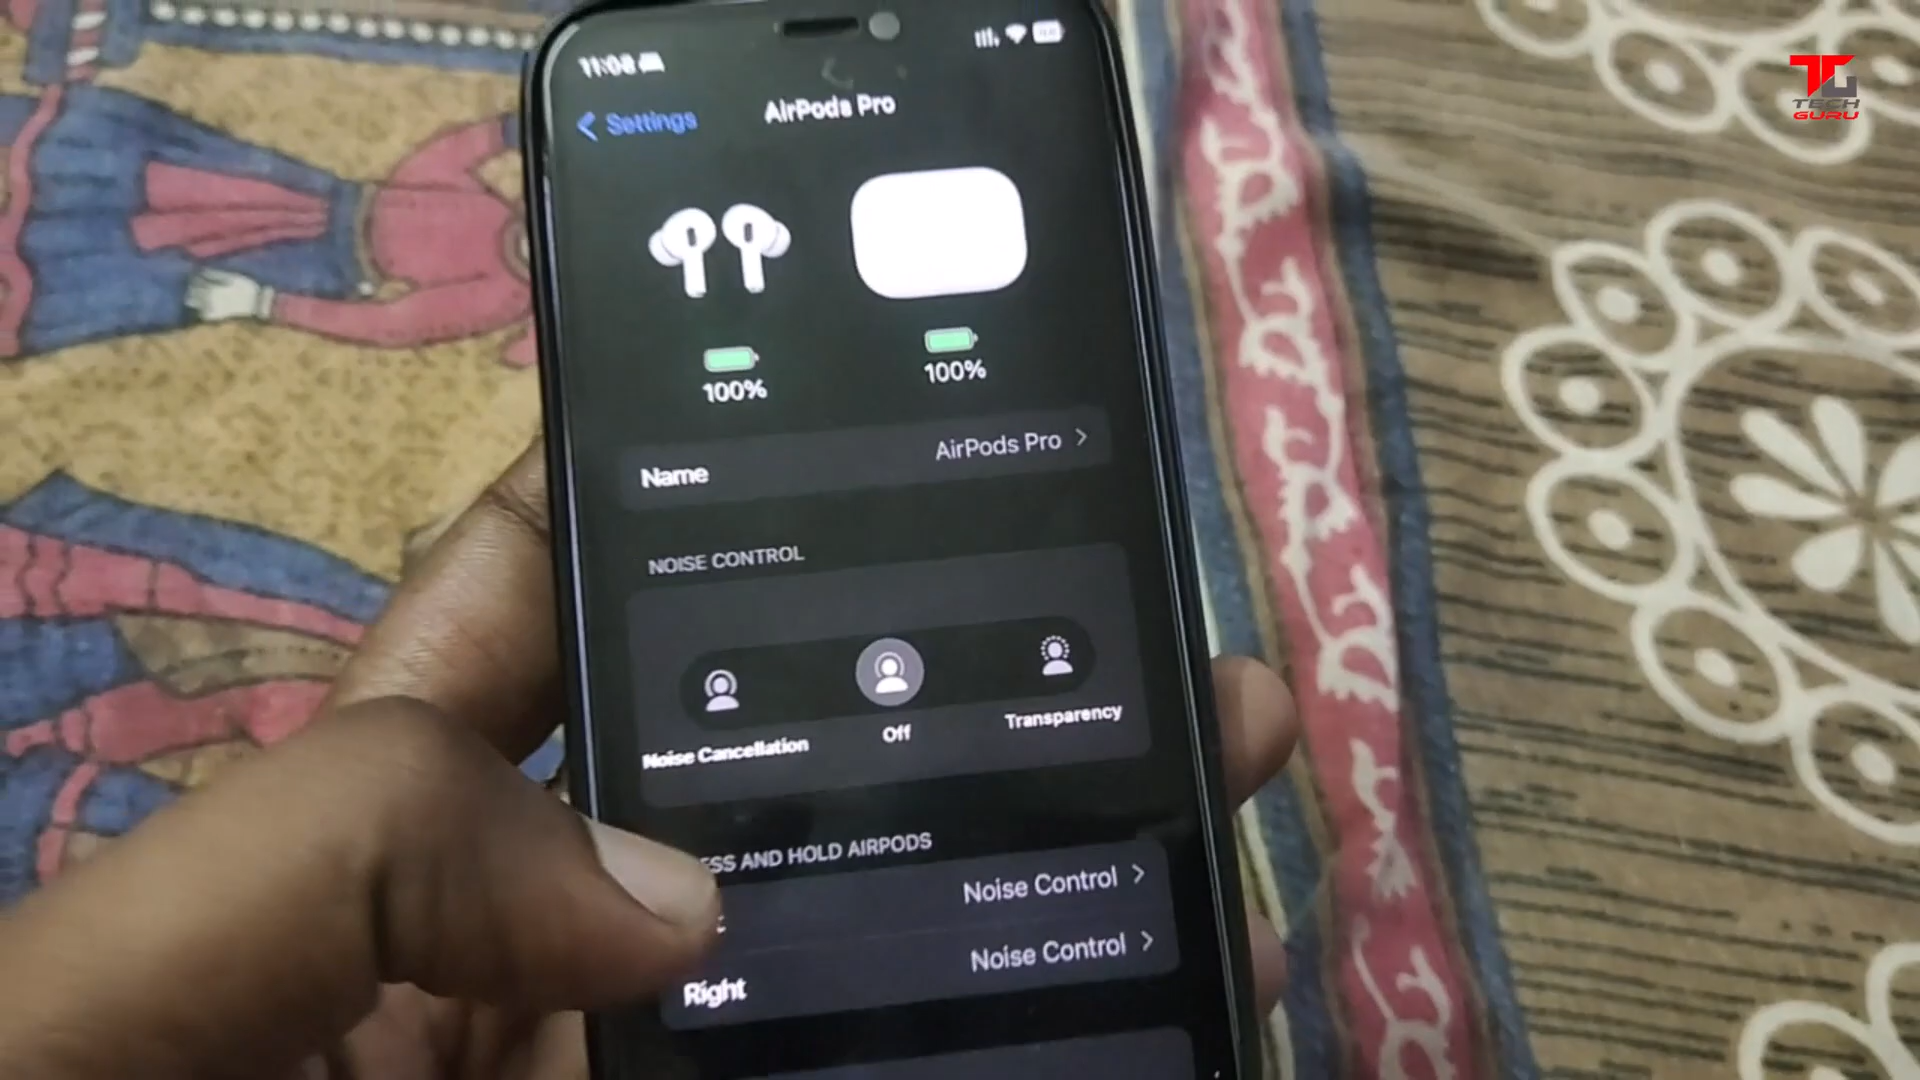 11:08
Settings
AirPods Pro
100%
100%
Name
AirPods Pro
NOISE CONTROL
Noise Cancellation
Off
Transparency
ESS AND HOLD AIRPODS
Noise Control
Right
Noise Control
TECH
GURU